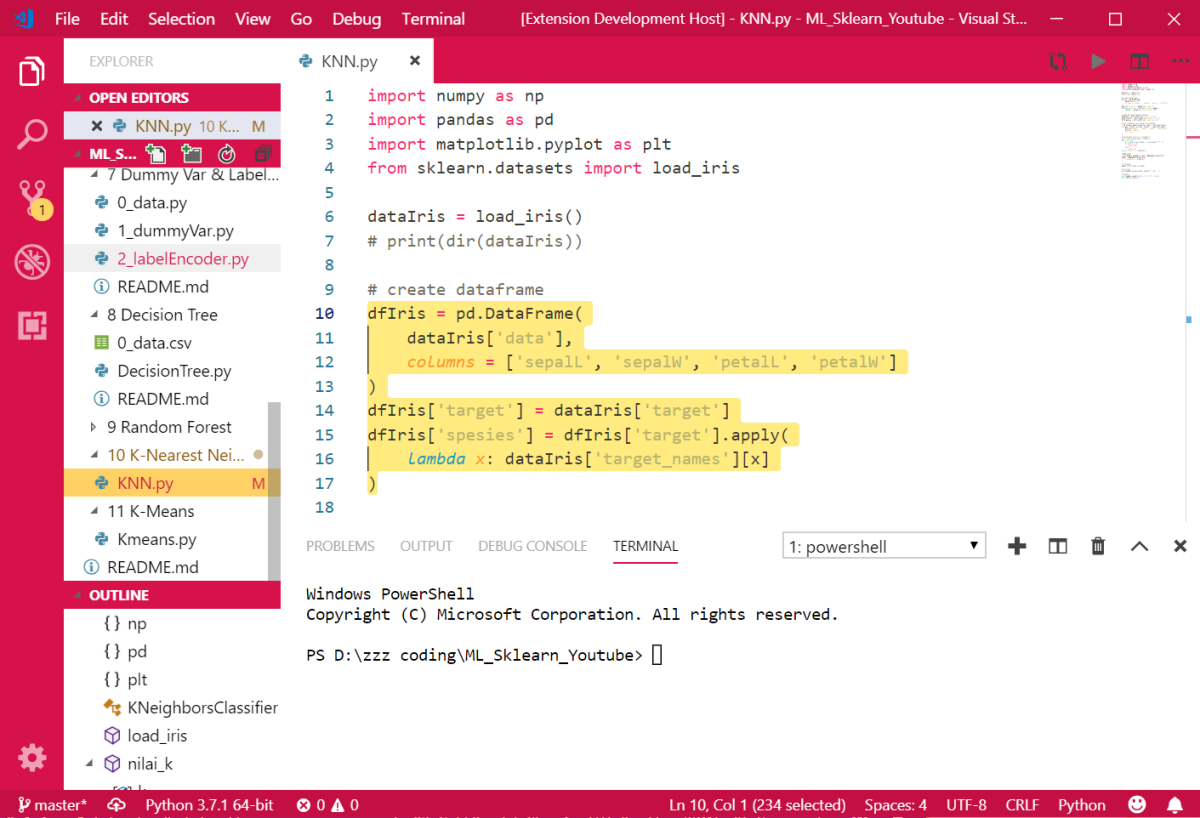 File Edit Selection View Go Debug Terminal [Extension Development Host] - KNN.py - ML_Sklearn_Youtube - Visual St...
EXPLORER
OPEN EDITORS
KNN.py 10 K... M
ML_S...
7 Dummy Var & Label...
0_data.py
1_dummyVar.py
2_labelEncoder.py
README.md
8 Decision Tree
0_data.csv
DecisionTree.py
README.md
9 Random Forest
10 K-Nearest Nei...
KNN.py M
11 K-Means
Kmeans.py
README.md
OUTLINE
{} np
{} pd
{} plt
KNeighborsClassifier
load_iris
nilai_k
1
KNN.py
1 import numpy as np
2 import pandas as pd
3 import matplotlib.pyplot as plt
4 from sklearn.datasets import load_iris
5
6 dataIris = load_iris()
7 # print(dir(dataIris))
8
9 # create dataframe
10 dfIris = pd.DataFrame(
11 dataIris['data'],
12 columns = ['sepalL', 'sepalW', 'petalL', 'petalW']
13 )
14 dfIris['target'] = dataIris['target']
15 dfIris['spesies'] = dfIris['target'].apply(
16 lambda x: dataIris['target_names'][x]
17 )
18
PROBLEMS OUTPUT DEBUG CONSOLE TERMINAL 1: powershell
Windows PowerShell
Copyright (C) Microsoft Corporation. All rights reserved.
PS D:\zzz coding\ML_Sklearn_Youtube>
master* Python 3.7.1 64-bit 0 0 Ln 10, Col 1 (234 selected) Spaces: 4 UTF-8 CRLF Python